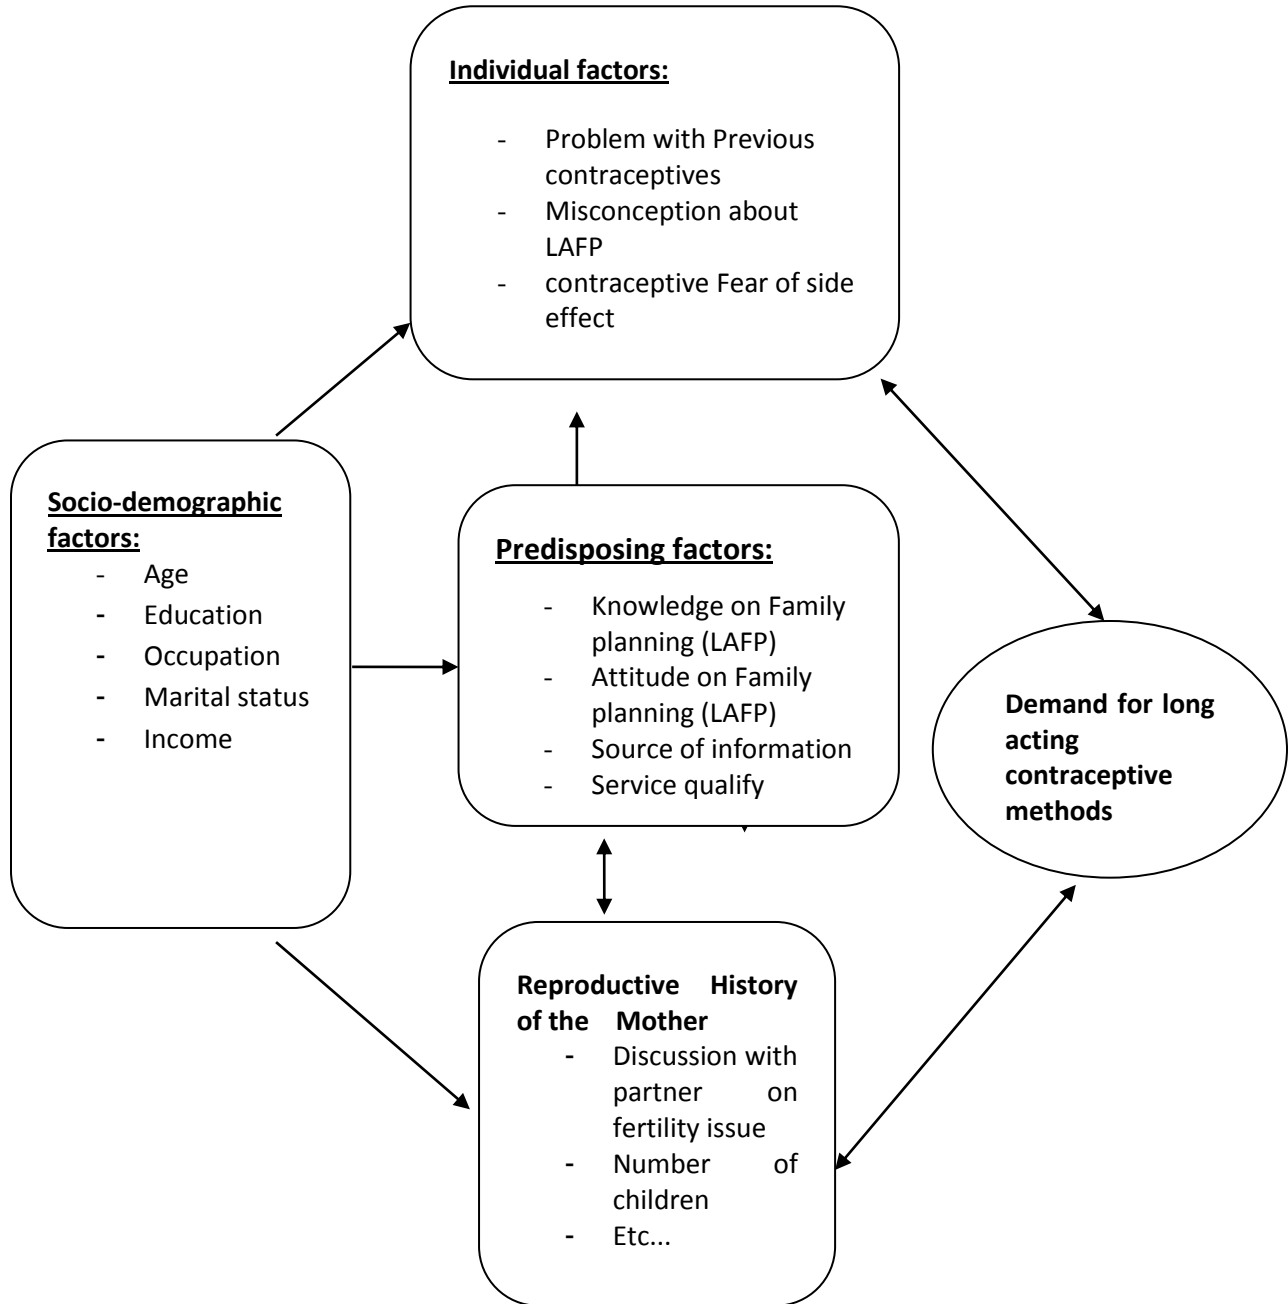 Individual factors:
- Problem with Previous
contraceptives
- Misconception about
LAFP
- contraceptive Fear of side
effect
Socio-demographic
factors:
- Age
- Education
- Occupation
- Marital status
- Income
Predisposing factors:
- Knowledge on Family
planning (LAFP)
- Attitude on Family
planning (LAFP)
- Source of information
- Service qualify
Demand for long
acting
contraceptive
methods
Reproductive History
of the Mother
- Discussion with
partner on
fertility issue
- Number of
children
- Etc...